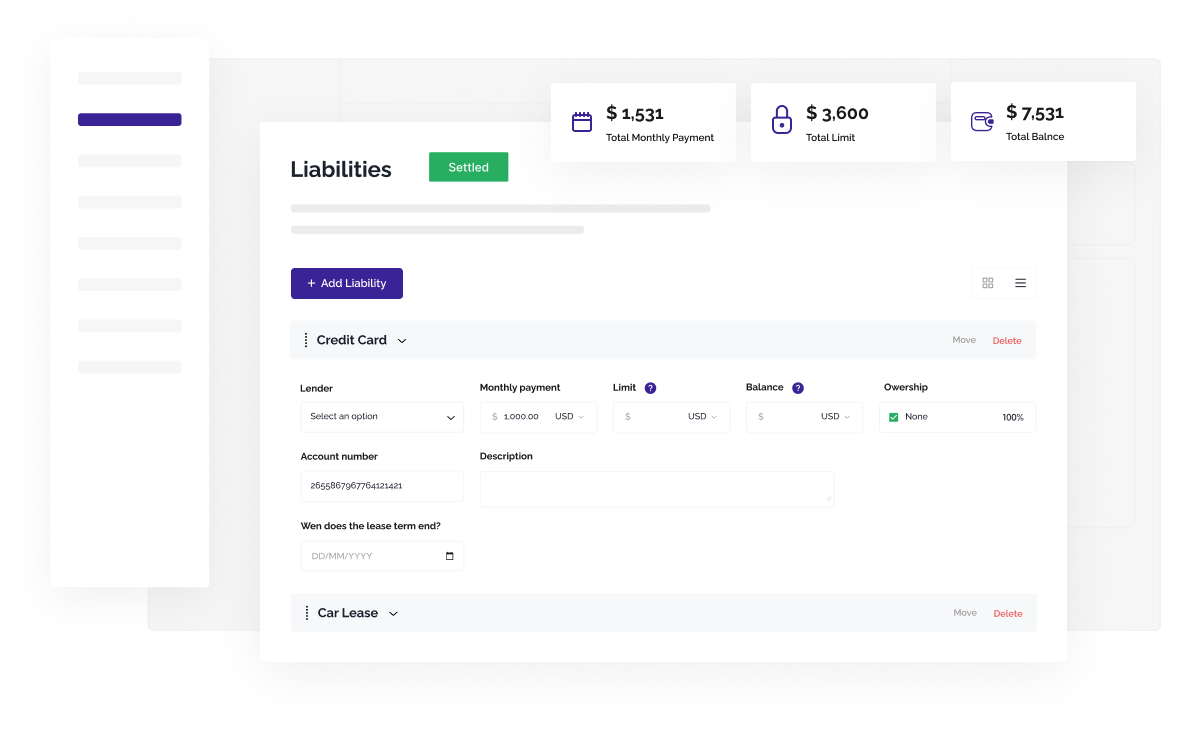 $ 1,531
Total Monthly Payment
$ 3,600
Total Limit
$ 7,531
Total Balnce
Liabilities
Settled
+ Add Liability
Credit Card
Move
Delete
Lender
Monthly payment
Limit ?
Balance ?
Owership
Select an option
$ 1,000.00 USD
$ USD
$ USD
None 100%
Account number
Description
2655867967764121421
Wen does the lease term end?
DD/MM/YYYY
Car Lease
Move
Delete